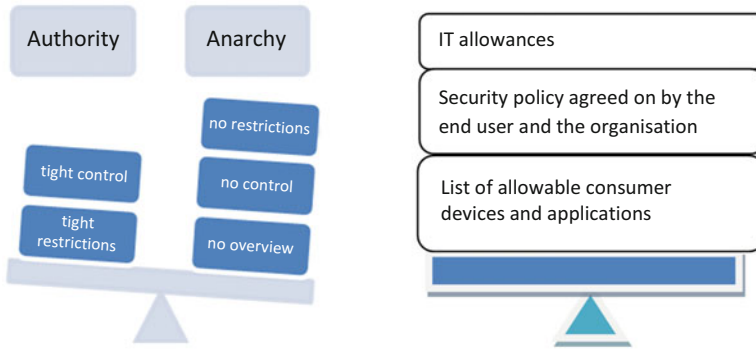 Authority
Anarchy
no restrictions
tight control
no control
tight
restrictions
no overview
IT allowances
Security policy agreed on by the
end user and the organisation
List of allowable consumer
devices and applications